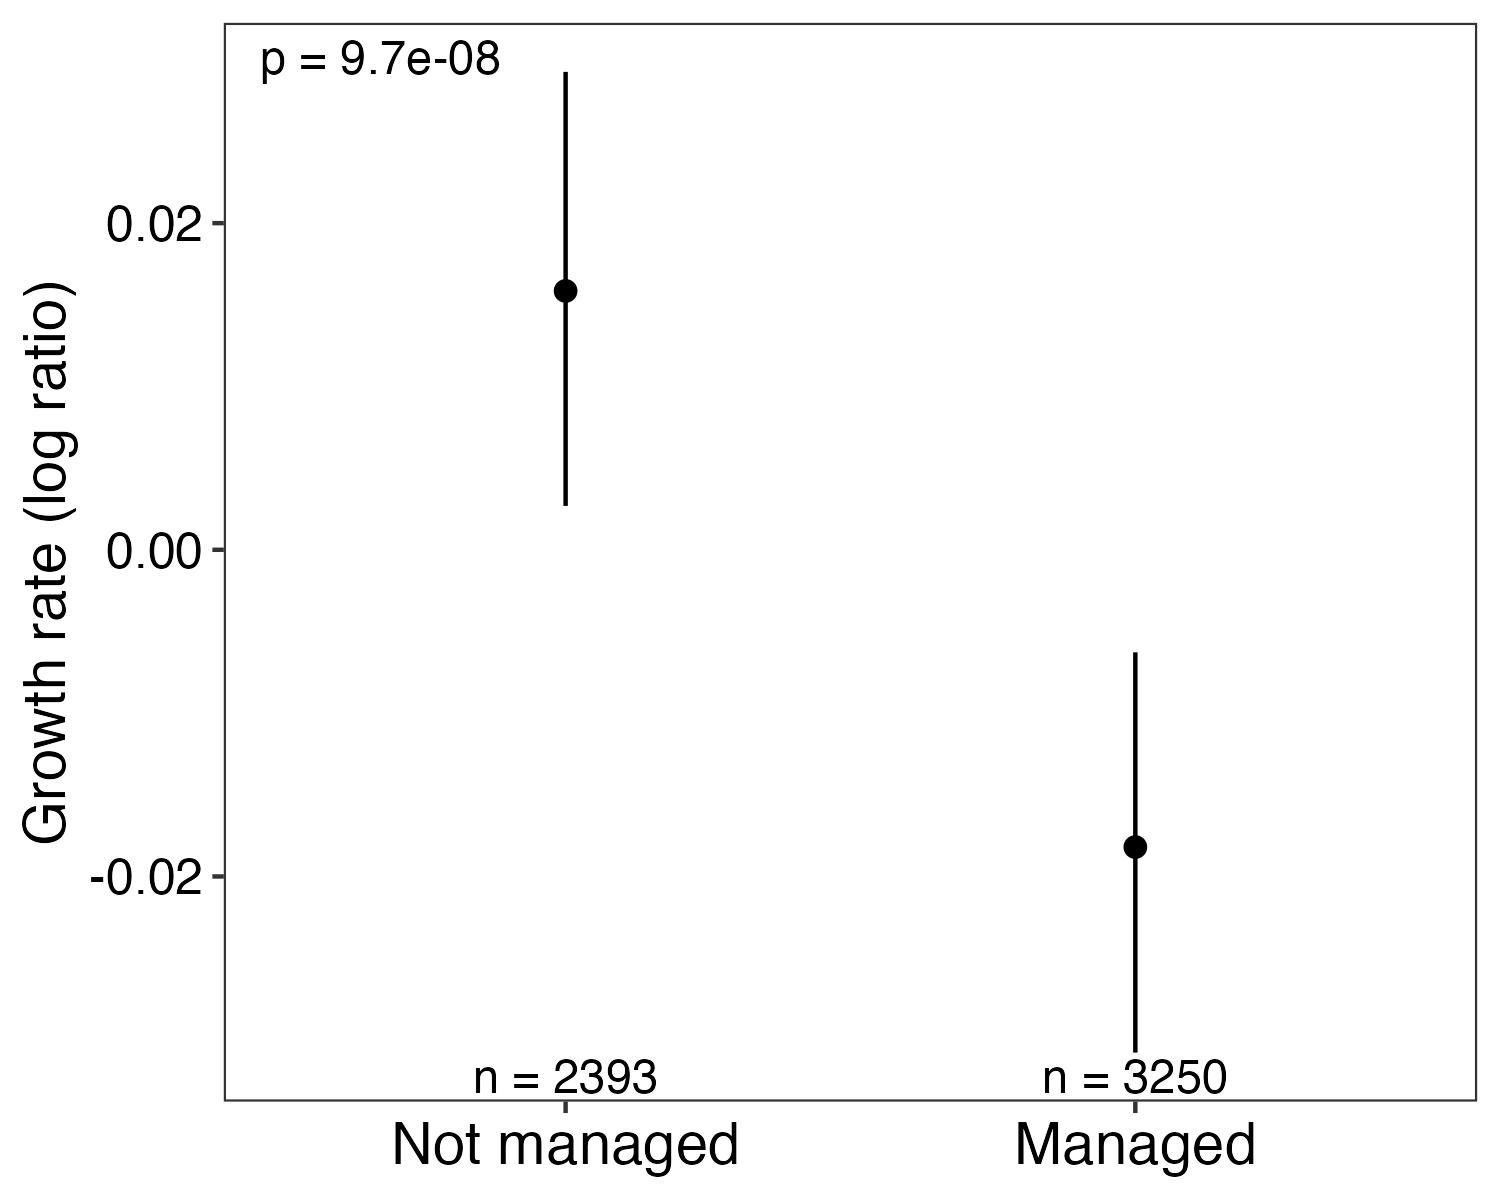 p = 9.7e-08
0.02
0.00
-0.02
Growth rate (log ratio)
n = 2393
n = 3250
Not managed
Managed